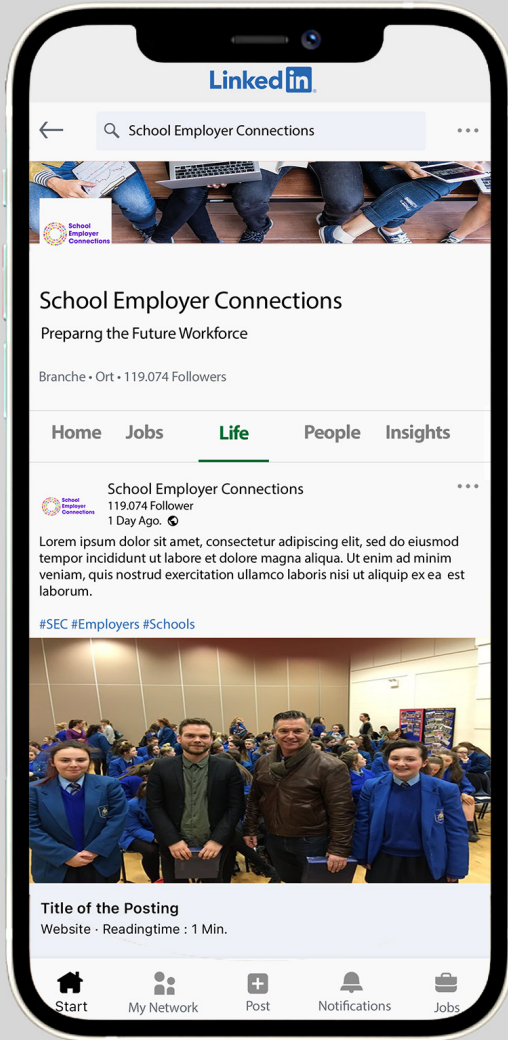 Linked in
School Employer Connections
School
Employer
Connections
School Employer Connections
Preparng the Future Workforce
Branche • Ort • 119.074 Followers
Home Jobs Life People Insights
School
Employer
Connections
School Employer Connections
119.074 Follower
1 Day Ago.
Lorem ipsum dolor sit amet, consectetur adipiscing elit, sed do eiusmod
tempor incididunt ut labore et dolore magna aliqua. Ut enim ad minim
veniam, quis nostrud exercitation ullamco laboris nisi ut aliquip ex ea est
laborum.
#SEC #Employers #Schools
Title of the Posting
Website · Readingtime : 1 Min.
Start My Network Post Notifications Jobs